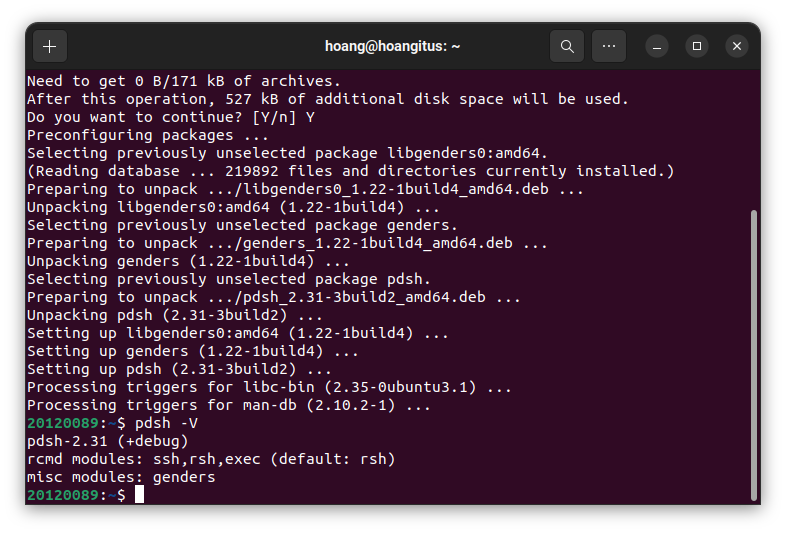 hoang@hoangitus: ~
Need to get 0 B/171 kB of archives.
After this operation, 527 kB of additional disk space will be used.
Do you want to continue? [Y/n] Y
Preconfiguring packages ...
Selecting previously unselected package libgenders0:amd64.
(Reading database ... 219892 files and directories currently installed.)
Preparing to unpack .../libgenders0_1.22-1build4_amd64.deb ...
Unpacking libgenders0:amd64 (1.22-1build4) ...
Selecting previously unselected package genders.
Preparing to unpack .../genders_1.22-1build4_amd64.deb ...
Unpacking genders (1.22-1build4) ...
Selecting previously unselected package pdsh.
Preparing to unpack .../pdsh_2.31-3build2_amd64.deb ...
Unpacking pdsh (2.31-3build2) ...
Setting up libgenders0:amd64 (1.22-1build4) ...
Setting up genders (1.22-1build4) ...
Setting up pdsh (2.31-3build2) ...
Processing triggers for libc-bin (2.35-0ubuntu3.1) ...
Processing triggers for man-db (2.10.2-1) ...
20120089:~$ pdsh -V
pdsh-2.31 (+debug)
rcmd modules: ssh,rsh,exec (default: rsh)
misc modules: genders
20120089:~$